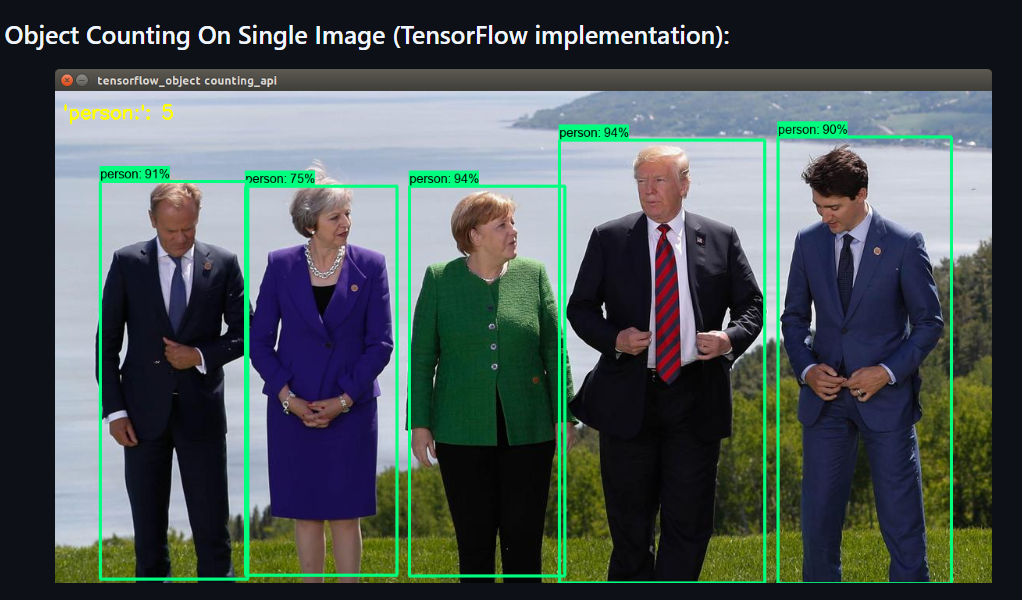 Object Counting On Single Image (TensorFlow implementation):
tensorflow_object counting_api
'person:': 5
person: 94%
person: 90%
person: 91%
person: 75%
person: 94%